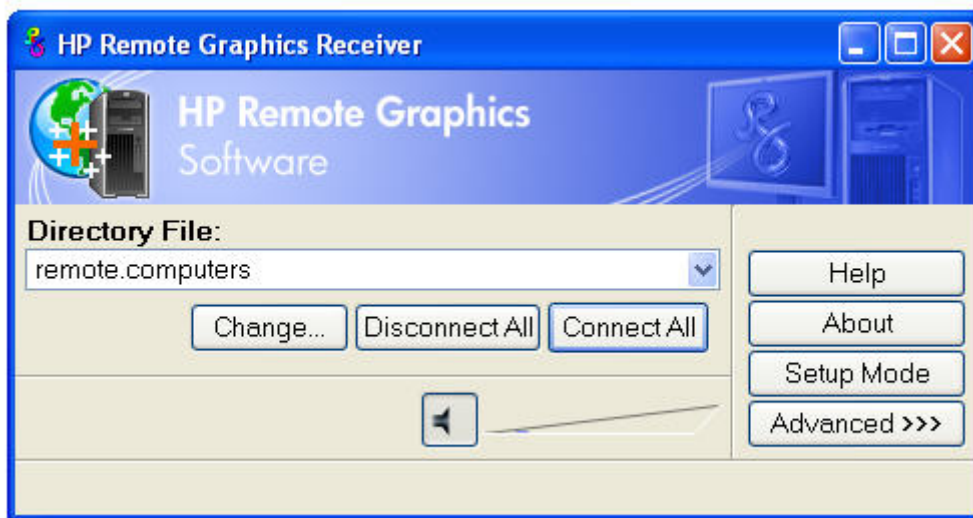 HP Remote Graphics Receiver
HP Remote Graphics
Software
Directory File:
remote.computers
Change...
Disconnect All
Connect All
Help
About
Setup Mode
Advanced >>>